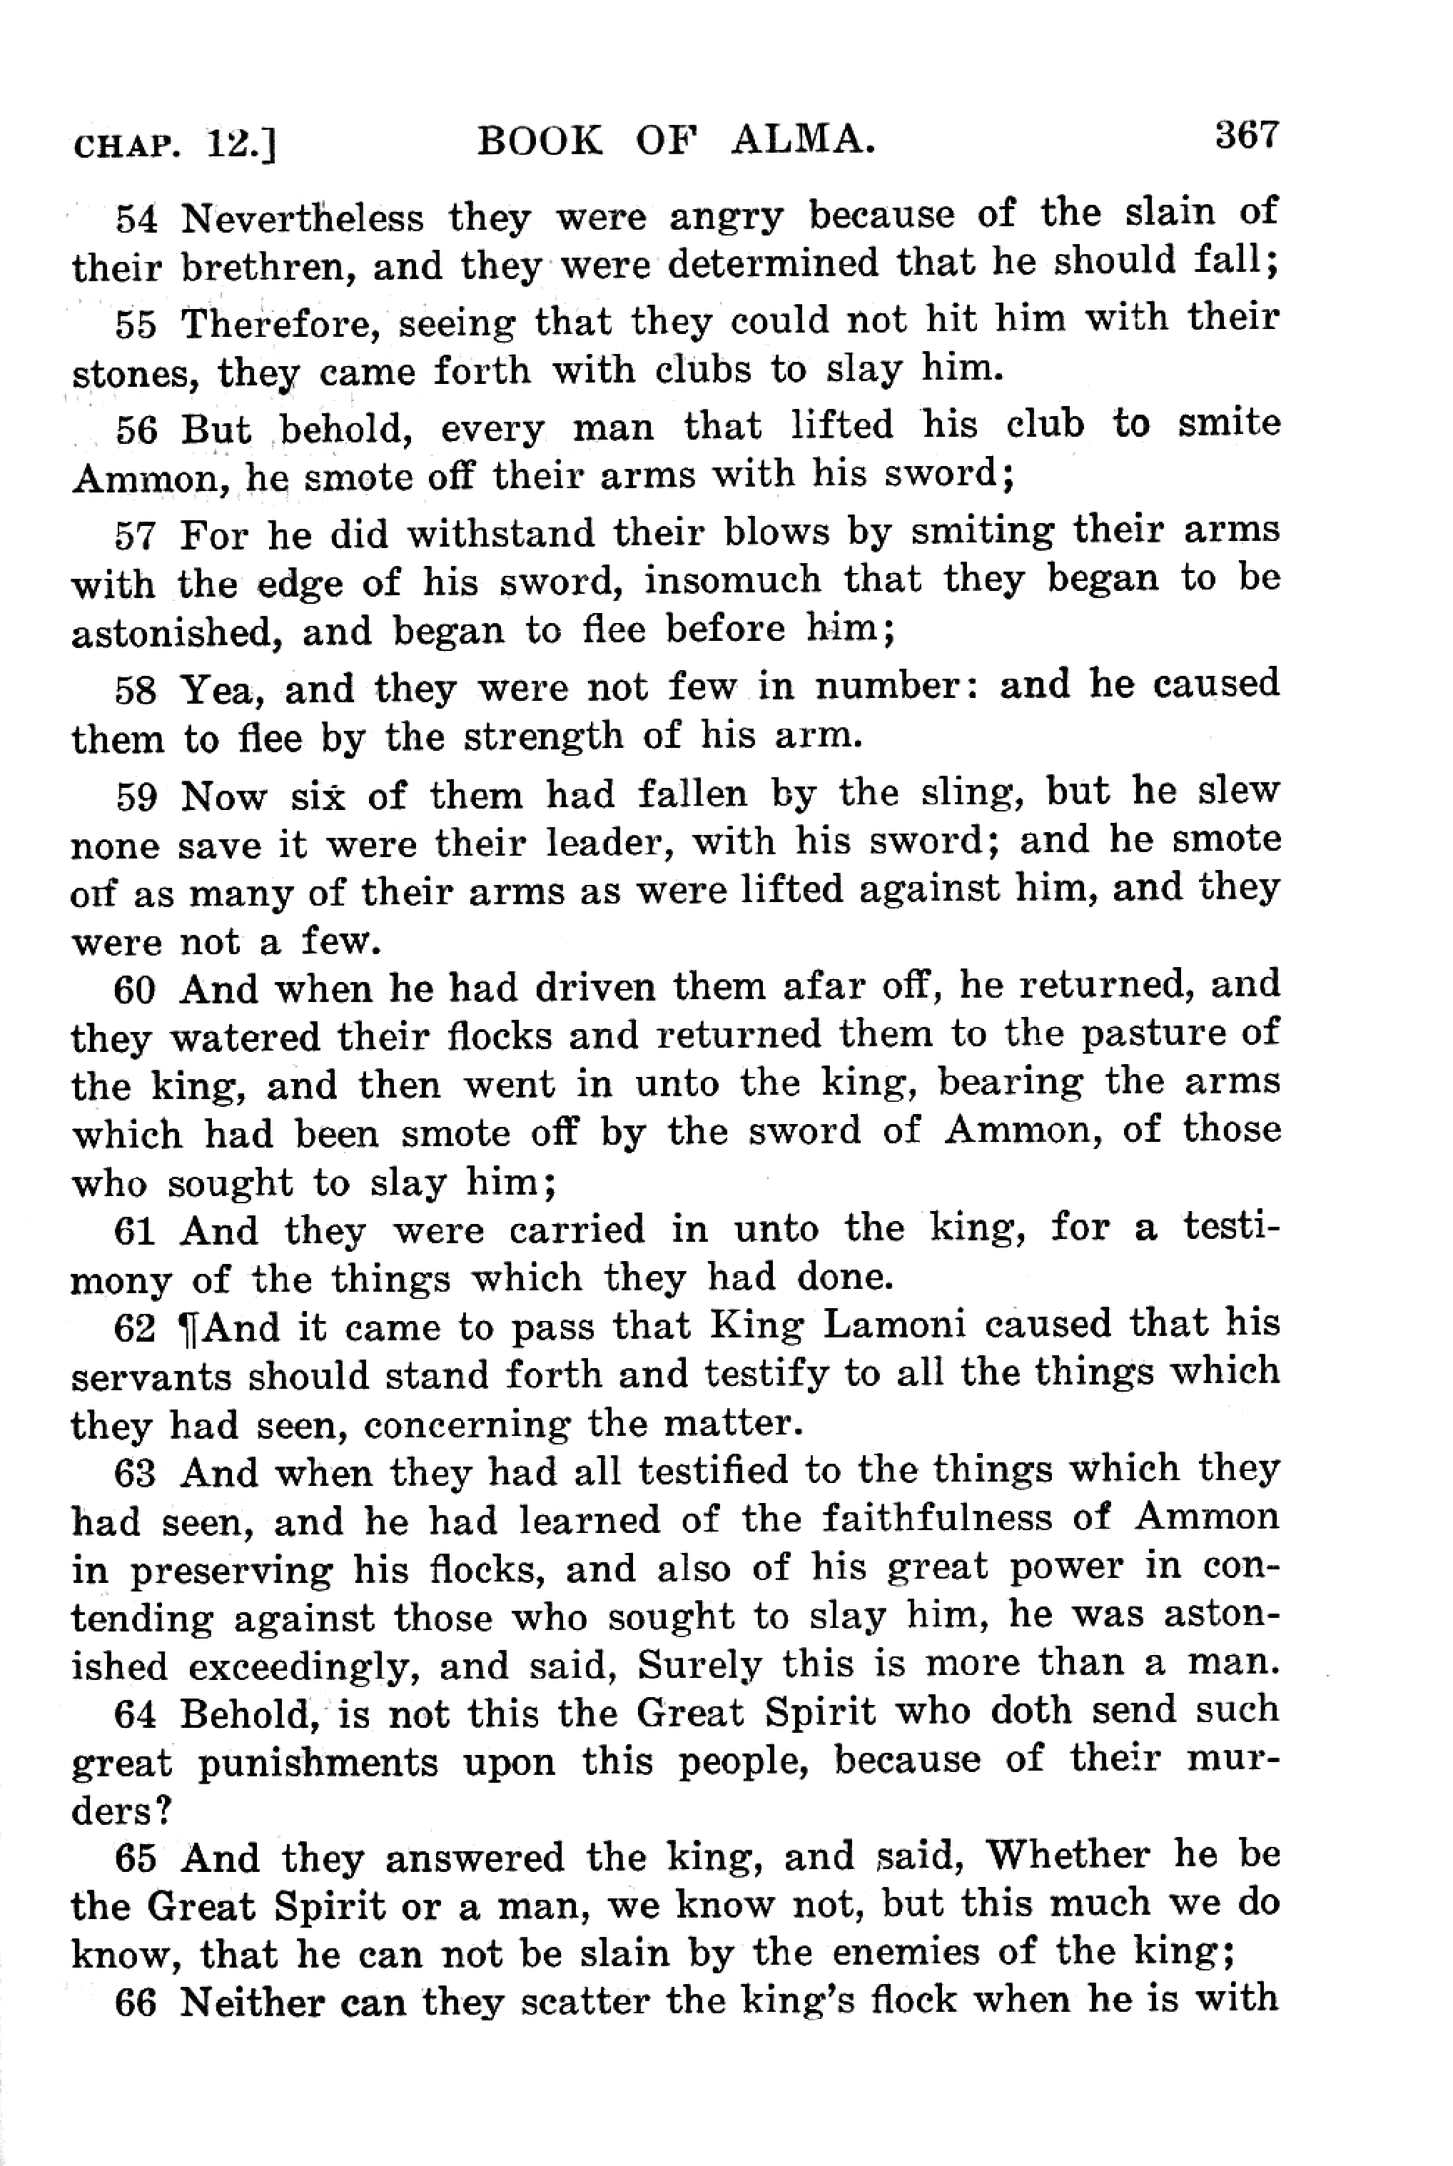 CHAP. 12.] BOOK OF ALMA. 367
54 Nevertheless they were angry because of the slain of
their brethren, and they were determined that he should fall;
55 Therefore, seeing that they could not hit him with their
stones, they came forth with clubs to slay him.
56 But behold, every man that lifted his club to smite
Ammon, he smote off their arms with his sword;
57 For he did withstand their blows by smiting their arms
with the edge of his sword, insomuch that they began to be
astonished, and began to flee before him;
58 Yea, and they were not few in number: and he caused
them to flee by the strength of his arm.
59 Now six of them had fallen by the sling, but he slew
none save it were their leader, with his sword; and he smote
off as many of their arms as were lifted against him, and they
were not a few.
60 And when he had driven them afar off, he returned, and
they watered their flocks and returned them to the pasture of
the king, and then went in unto the king, bearing the arms
which had been smote off by the sword of Ammon, of those
who sought to slay him;
61 And they were carried in unto the king, for a testi-
mony of the things which they had done.
62 ¶And it came to pass that King Lamoni caused that his
servants should stand forth and testify to all the things which
they had seen, concerning the matter.
63 And when they had all testified to the things which they
had seen, and he had learned of the faithfulness of Ammon
in preserving his flocks, and also of his great power in con-
tending against those who sought to slay him, he was aston-
ished exceedingly, and said, Surely this is more than a man.
64 Behold, is not this the Great Spirit who doth send such
great punishments upon this people, because of their mur-
ders?
65 And they answered the king, and said, Whether he be
the Great Spirit or a man, we know not, but this much we do
know, that he can not be slain by the enemies of the king;
66 Neither can they scatter the king's flock when he is with